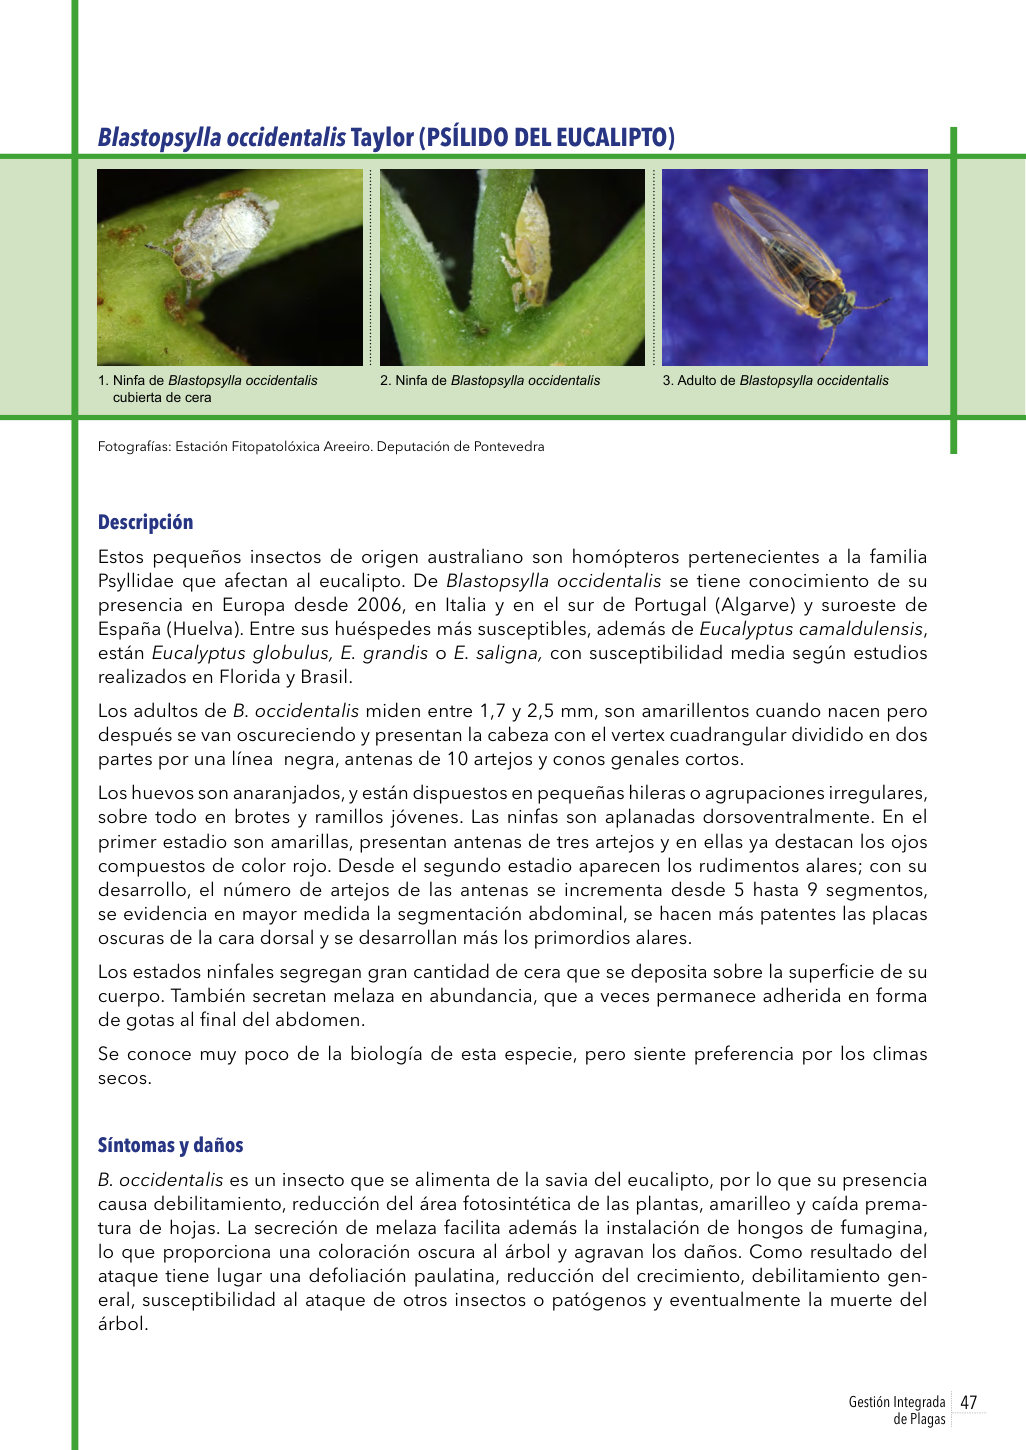 Blastopsylla occidentalis Taylor (PSÍLIDO DEL EUCALIPTO)
1. Ninfa de Blastopsylla occidentalis
cubierta de cera
2. Ninfa de Blastopsylla occidentalis
3. Adulto de Blastopsylla occidentalis
Fotografías: Estación Fitopatolóxica Areeiro. Deputación de Pontevedra
Descripción
Estos pequeños insectos de origen australiano son homópteros pertenecientes a la familia
Psyllidae que afectan al eucalipto. De Blastopsylla occidentalis se tiene conocimiento de su
presencia en Europa desde 2006, en Italia y en el sur de Portugal (Algarve) y suroeste de
España (Huelva). Entre sus huéspedes más susceptibles, además de Eucalyptus camaldulensis,
están Eucalyptus globulus, E. grandis o E. saligna, con susceptibilidad media según estudios
realizados en Florida y Brasil.
Los adultos de B. occidentalis miden entre 1,7 y 2,5 mm, son amarillentos cuando nacen pero
después se van oscureciendo y presentan la cabeza con el vertex cuadrangular dividido en dos
partes por una línea negra, antenas de 10 artejos y conos genales cortos.
Los huevos son anaranjados, y están dispuestos en pequeñas hileras o agrupaciones irregulares,
sobre todo en brotes y ramillos jóvenes. Las ninfas son aplanadas dorsoventralmente. En el
primer estadio son amarillas, presentan antenas de tres artejos y en ellas ya destacan los ojos
compuestos de color rojo. Desde el segundo estadio aparecen los rudimentos alares; con su
desarrollo, el número de artejos de las antenas se incrementa desde 5 hasta 9 segmentos,
se evidencia en mayor medida la segmentación abdominal, se hacen más patentes las placas
oscuras de la cara dorsal y se desarrollan más los primordios alares.
Los estados ninfales segregan gran cantidad de cera que se deposita sobre la superficie de su
cuerpo. También secretan melaza en abundancia, que a veces permanece adherida en forma
de gotas al final del abdomen.
Se conoce muy poco de la biología de esta especie, pero siente preferencia por los climas
secos.
Síntomas y daños
B. occidentalis es un insecto que se alimenta de la savia del eucalipto, por lo que su presencia
causa debilitamiento, reducción del área fotosintética de las plantas, amarilleo y caída prema-
tura de hojas. La secreción de melaza facilita además la instalación de hongos de fumagina,
lo que proporciona una coloración oscura al árbol y agravan los daños. Como resultado del
ataque tiene lugar una defoliación paulatina, reducción del crecimiento, debilitamiento gen-
eral, susceptibilidad al ataque de otros insectos o patógenos y eventualmente la muerte del
árbol.
Gestión Integrada
de Plagas
47